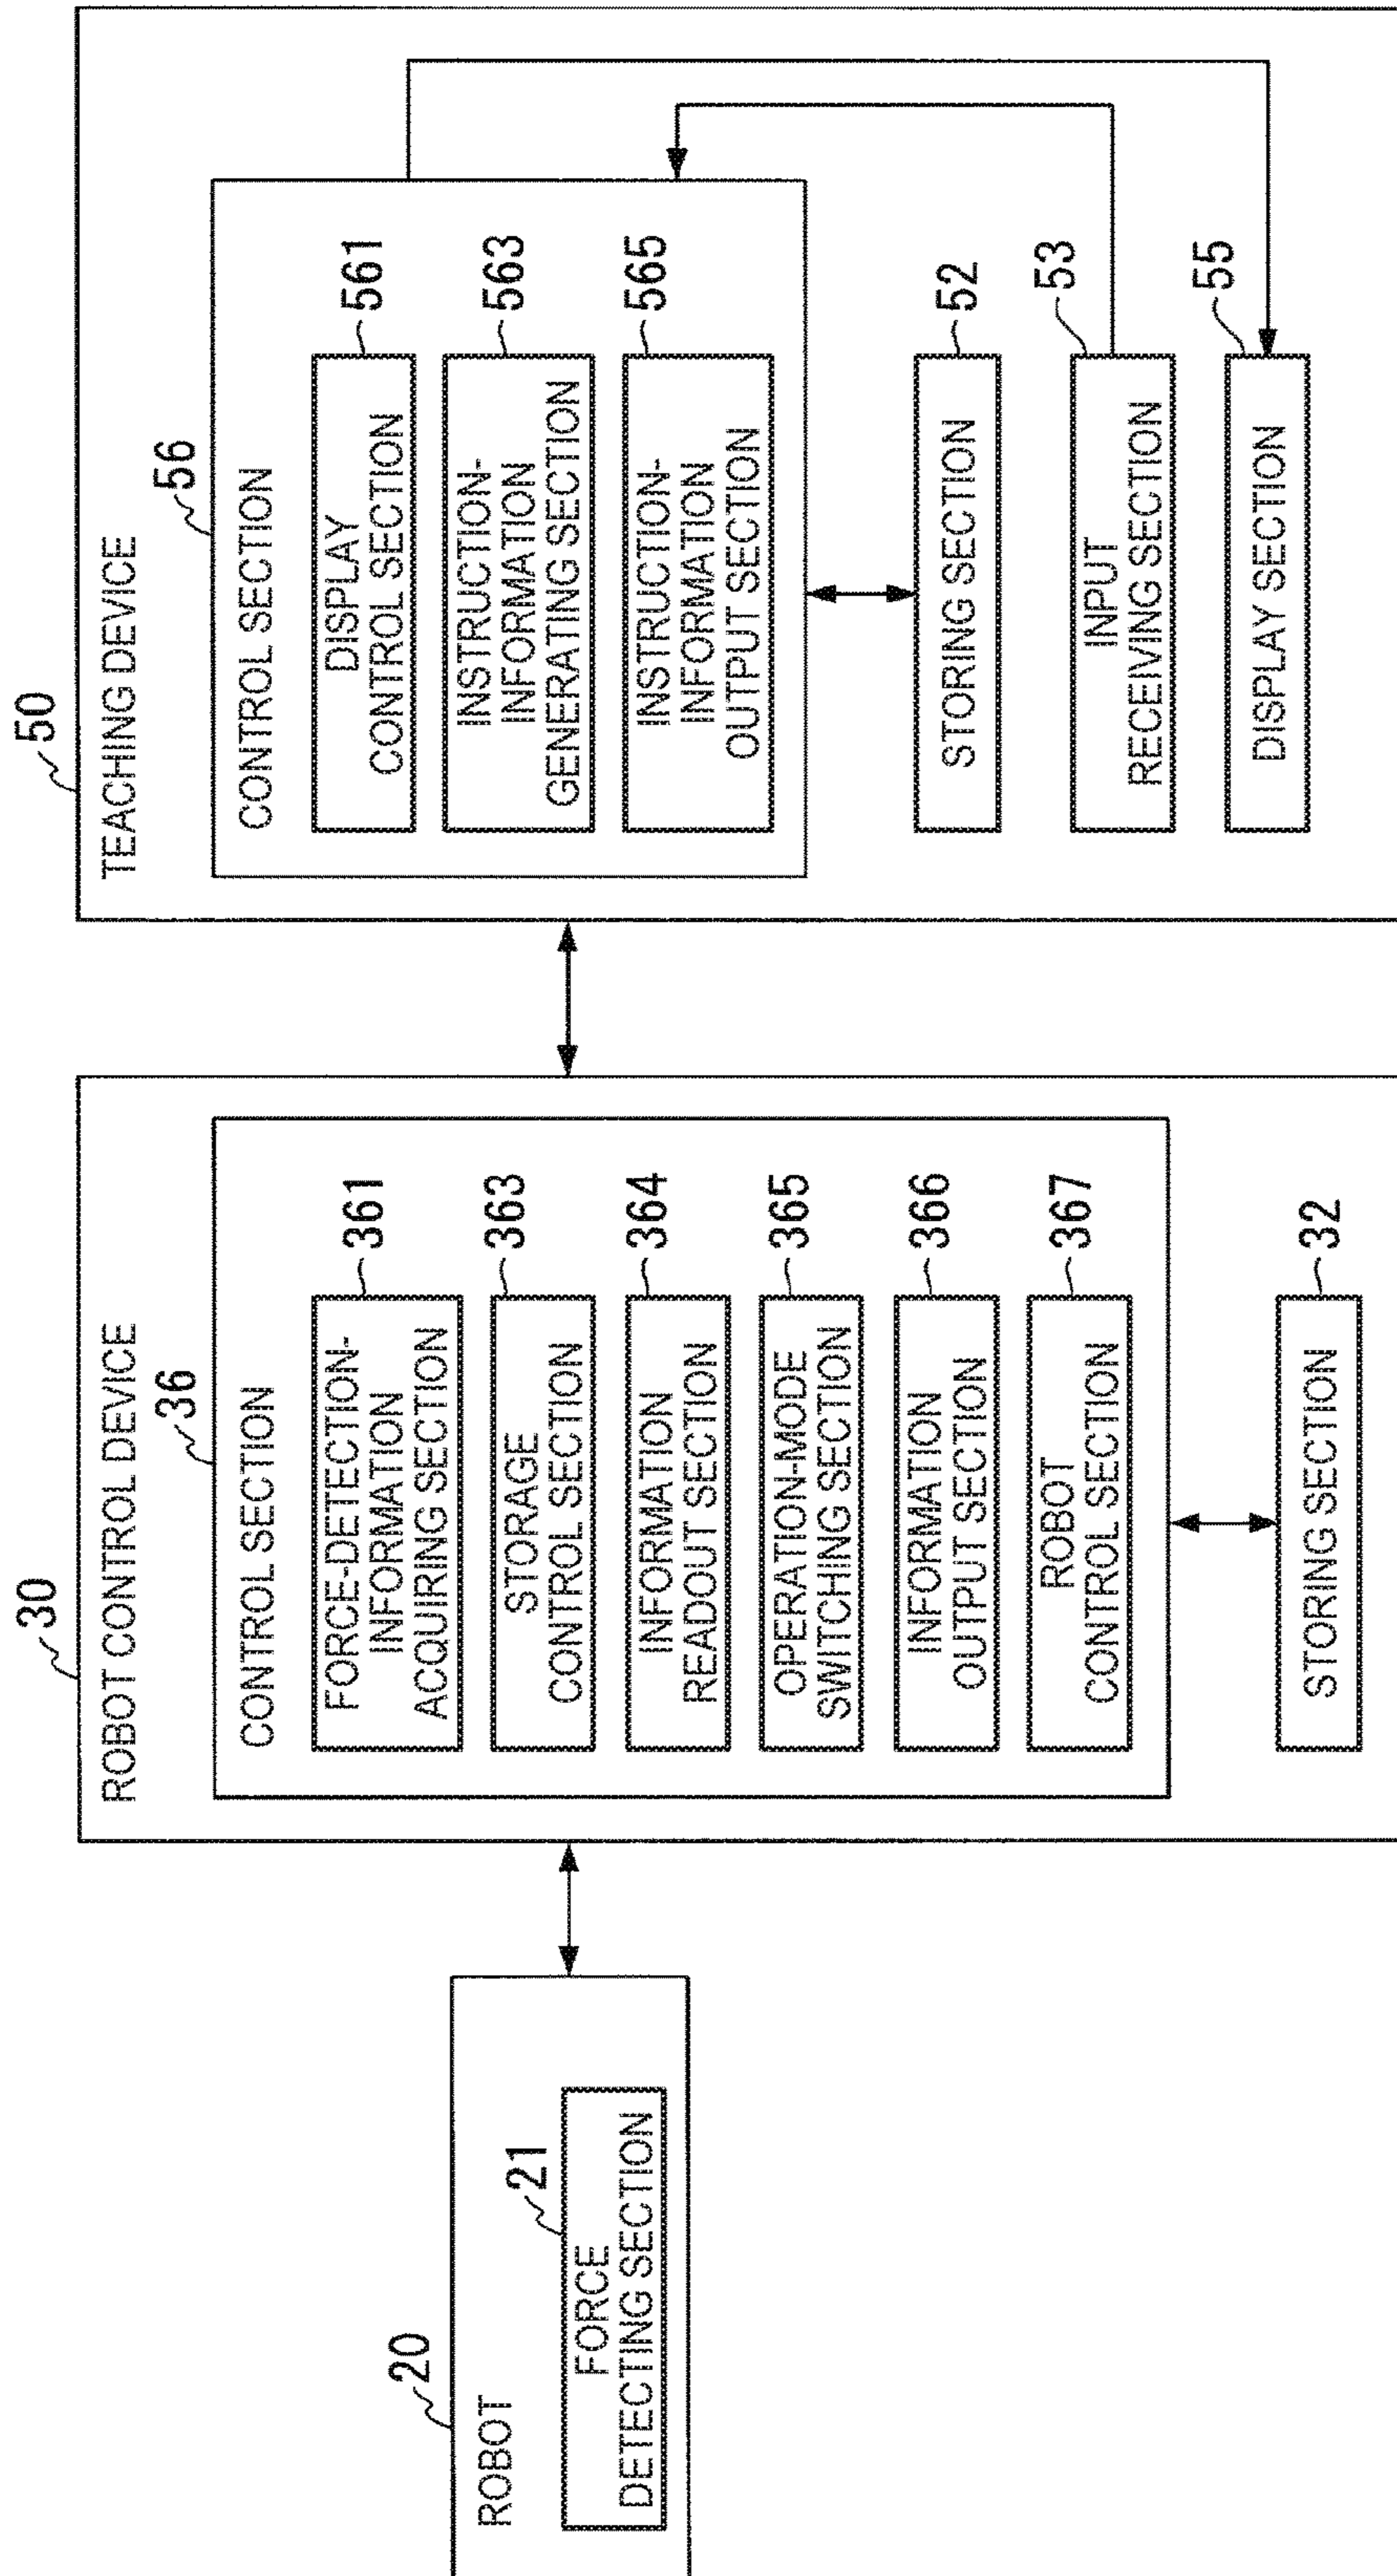 20
ROBOT
21
FORCE
DETECTING SECTION
30
ROBOT CONTROL DEVICE
36
CONTROL SECTION
361
FORCE-DETECTION-
INFORMATION
ACQUIRING SECTION
363
STORAGE
CONTROL SECTION
364
INFORMATION
READOUT SECTION
365
OPERATION-MODE
SWITCHING SECTION
366
INFORMATION
OUTPUT SECTION
367
ROBOT
CONTROL SECTION
32
STORING SECTION
50
TEACHING DEVICE
56
CONTROL SECTION
561
DISPLAY
CONTROL SECTION
563
INSTRUCTION-
INFORMATION
GENERATING SECTION
565
INSTRUCTION-
INFORMATION
OUTPUT SECTION
52
STORING SECTION
53
INPUT
RECEIVING SECTION
55
DISPLAY SECTION